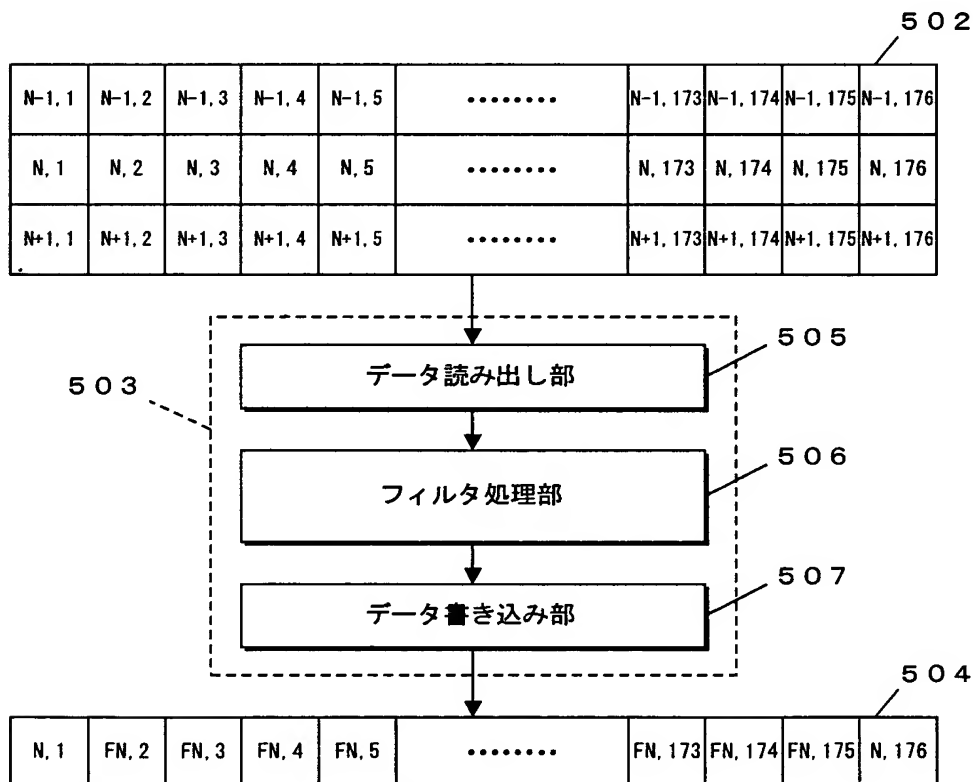 ５０２
N-1, 1 N-1, 2 N-1, 3 N-1, 4 N-1, 5 ········ N-1, 173 N-1, 174 N-1, 175 N-1, 176
N, 1 N, 2 N, 3 N, 4 N, 5 ········ N, 173 N, 174 N, 175 N, 176
N+1, 1 N+1, 2 N+1, 3 N+1, 4 N+1, 5 ········ N+1, 173 N+1, 174 N+1, 175 N+1, 176
５０５
データ読み出し部
５０３
５０６
フィルタ処理部
５０７
データ書き込み部
５０４
N, 1 FN, 2 FN, 3 FN, 4 FN, 5 ········ FN, 173 FN, 174 FN, 175 N, 176